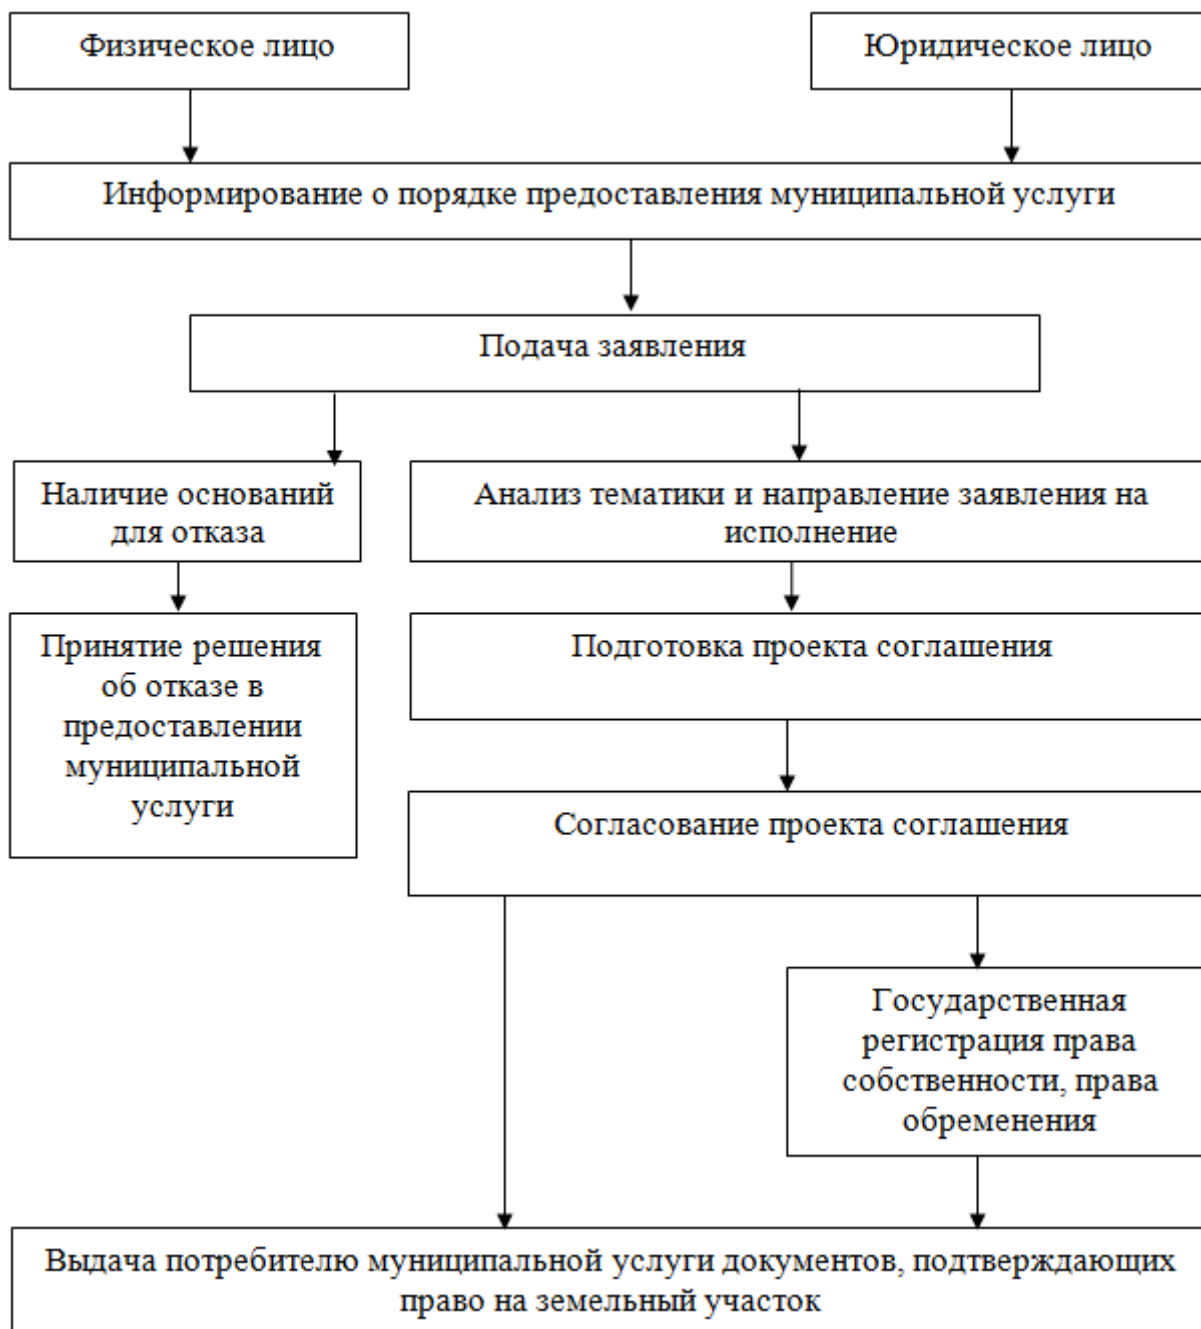 Физическое лицо
Юридическое лицо
Информирование о порядке предоставления муниципальной услуги
Подача заявления
Наличие оснований
для отказа
Анализ тематики и направление заявления на
исполнение
Принятие решения
об отказе в
предоставлении
муниципальной
услуги
Подготовка проекта соглашения
Согласование проекта соглашения
Государственная
регистрация права
собственности, права
обременения
Выдача потребителю муниципальной услуги документов, подтверждающих
право на земельный участок